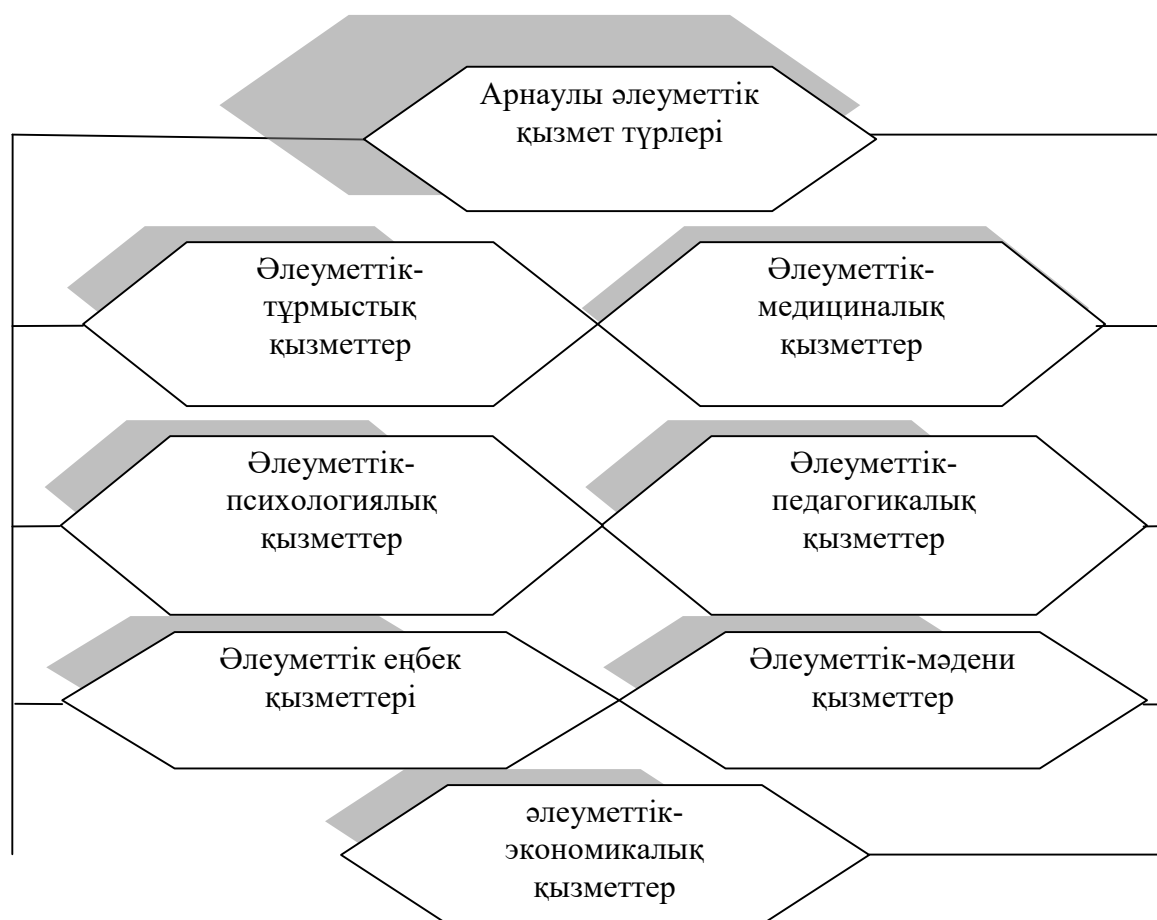 Арнаулы әлеуметтік
қызмет түрлері
Әлеуметтік-
тұрмыстық
қызметтер
Әлеуметтік-
медициналық
қызметтер
Әлеуметтік-
психологиялық
қызметтер
Әлеуметтік-
педагогикалық
қызметтер
Әлеуметтік еңбек
қызметтері
Әлеуметтік-мәдени
қызметтер
әлеуметтік-
экономикалық
қызметтер